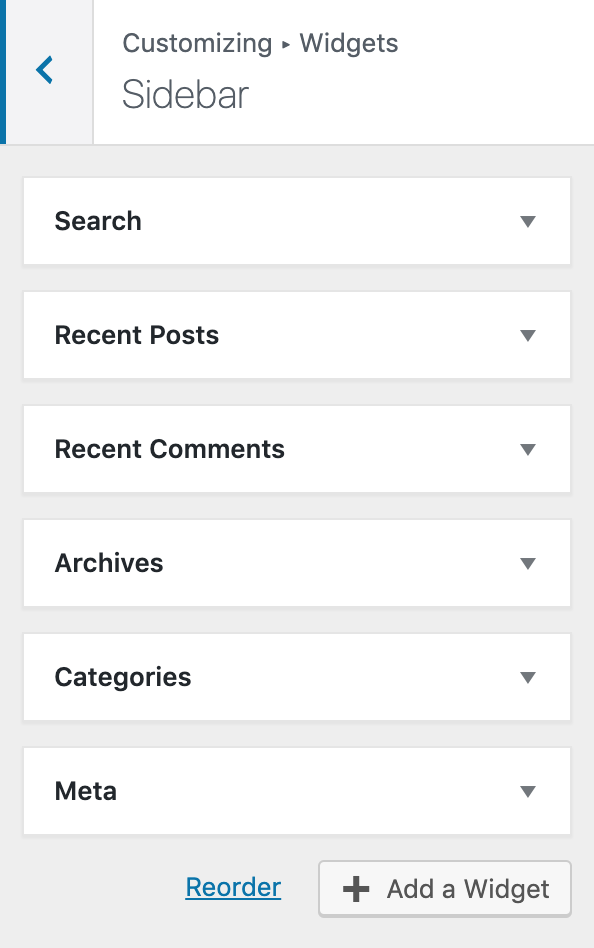 Customizing ▸ Widgets
Sidebar
Search
Recent Posts
Recent Comments
Archives
Categories
Meta
Reorder
Add a Widget